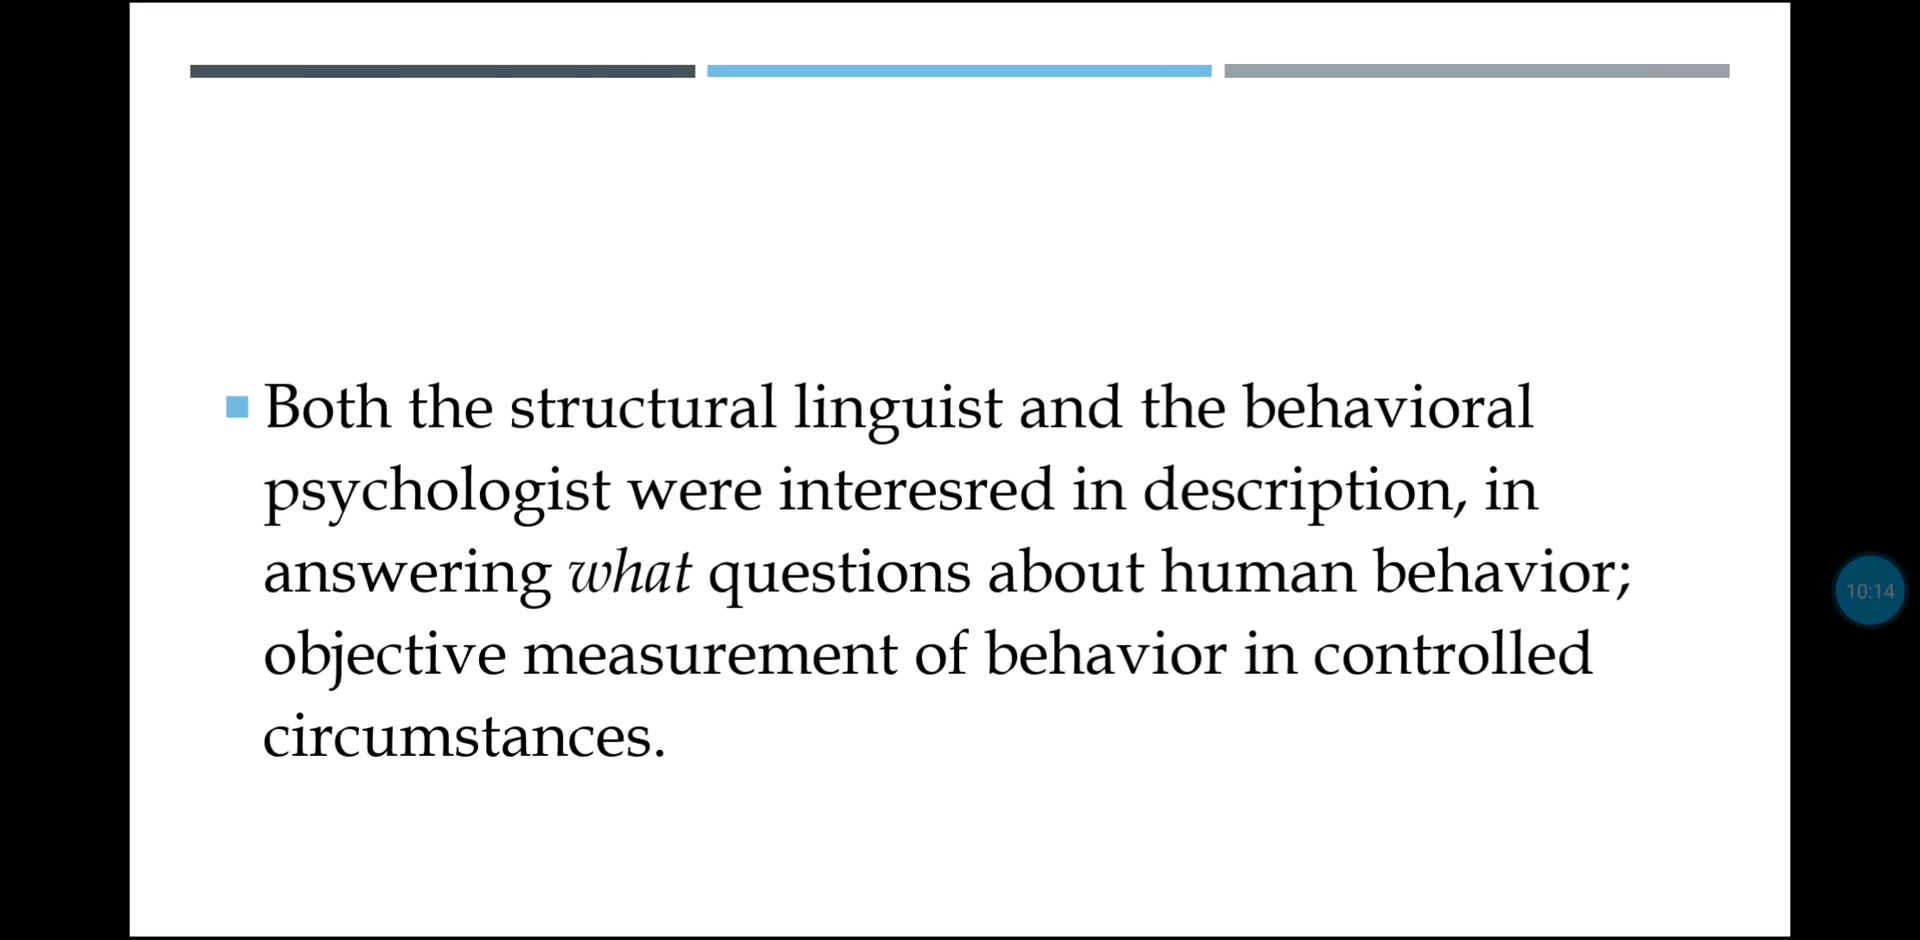 Both the structural linguist and the behavioral
psychologist were interesred in description, in
answering what questions about human behavior;
objective measurement of behavior in controlled
circumstances.
10:14